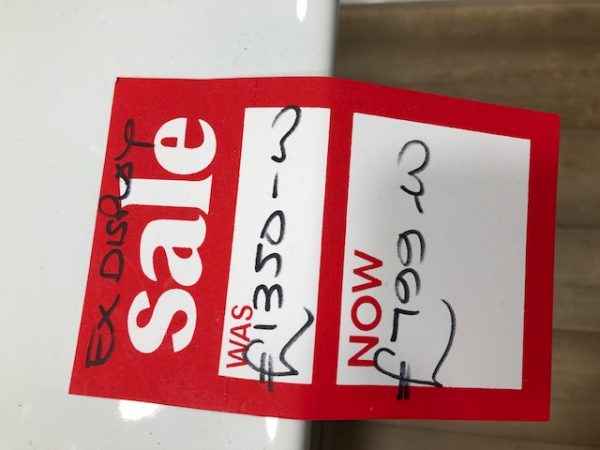 EX DISPLAY
sale
WAS
£1350-00
NOW
£799-00